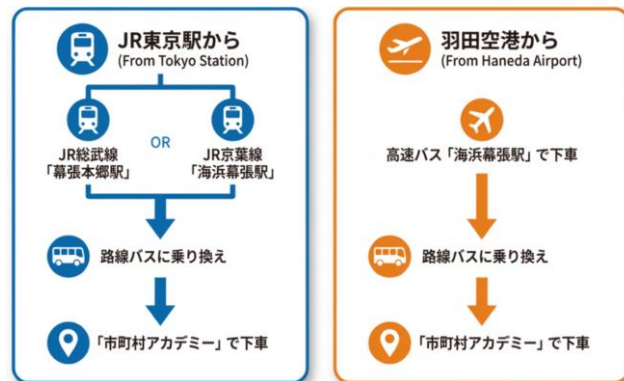 JR東京駅から
(From Tokyo Station)
JR総武線
「幕張本郷駅」
OR
JR京葉線
「海浜幕張駅」
路線バスに乗り換え
「市町村アカデミー」で下車
羽田空港から
(From Haneda Airport)
高速バス「海浜幕張駅」で下車
路線バスに乗り換え
「市町村アカデミー」で下車